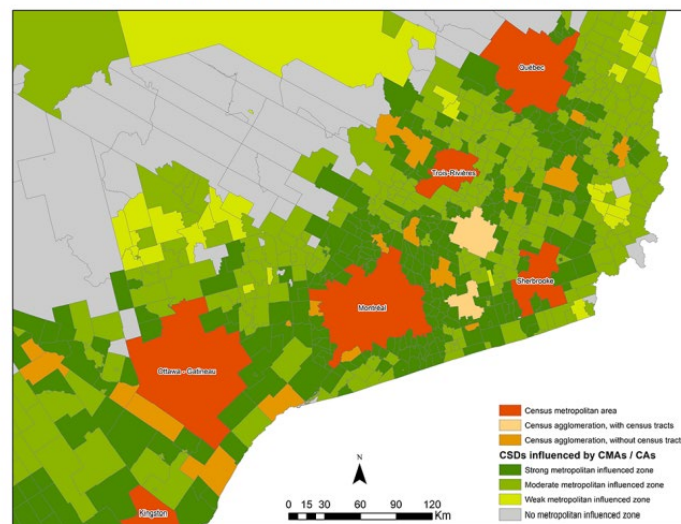 Québec
Trois-Rivières
Sherbrooke
Montréal
Ottawa - Gatineau
Kingston
Census metropolitan area
Census agglomeration, with census tracts
Census agglomeration, without census tracts
CSDs influenced by CMAs / CAs
Strong metropolitan influenced zone
Moderate metropolitan influenced zone
Weak metropolitan influenced zone
No metropolitan influenced zone
N
0 15 30 60 90 120
Km